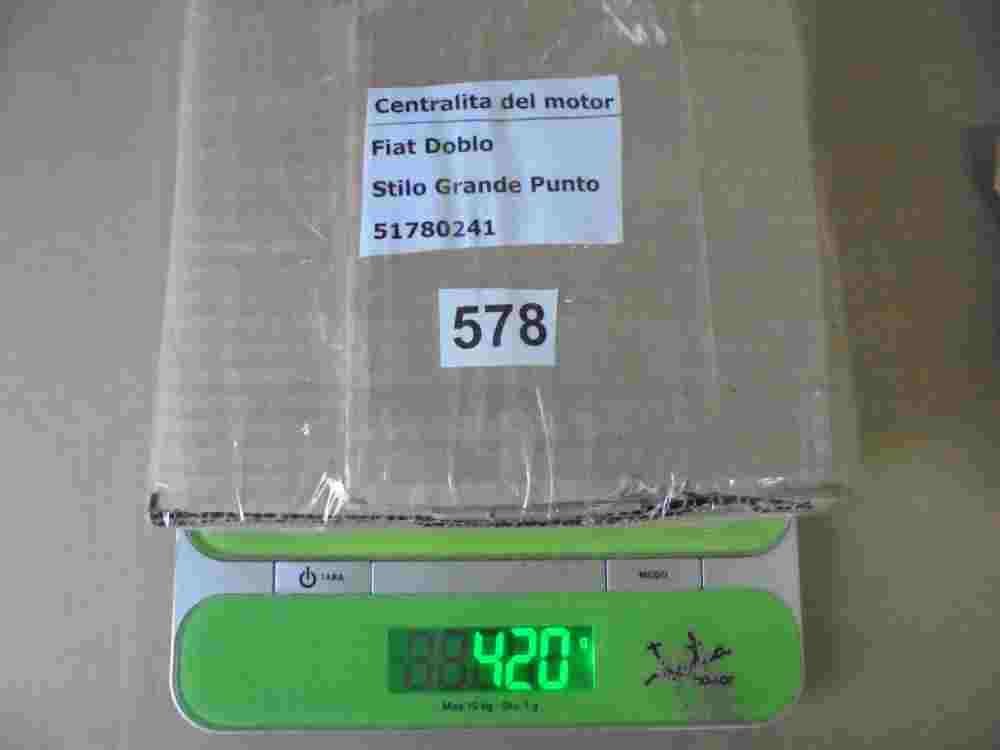 Centralita del motor
Fiat Doblo
Stilo Grande Punto
51780241
578
TARA
MODO
420 g